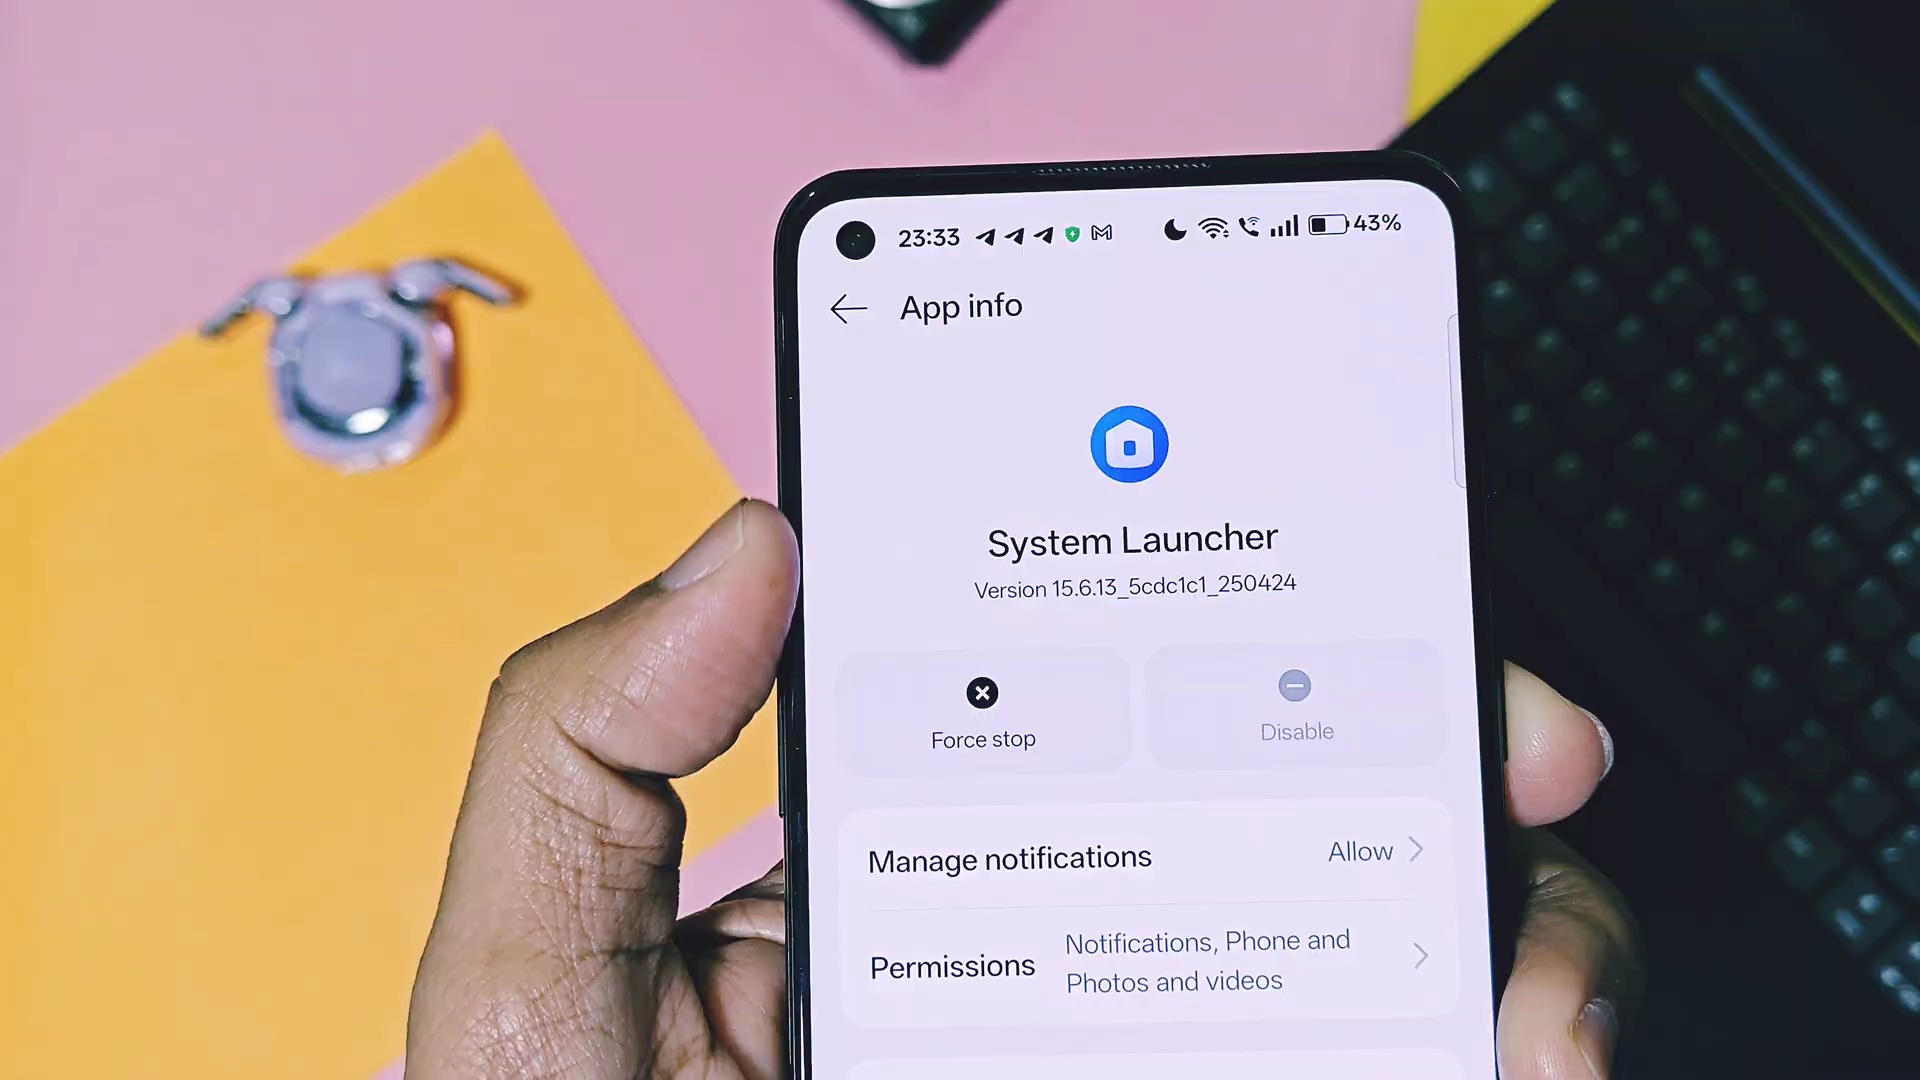 23:33 43%
App info
System Launcher
Version 15.6.13_5cdc1c1_250424
Force stop
Disable
Manage notifications Allow
Permissions Notifications, Phone and
Photos and videos